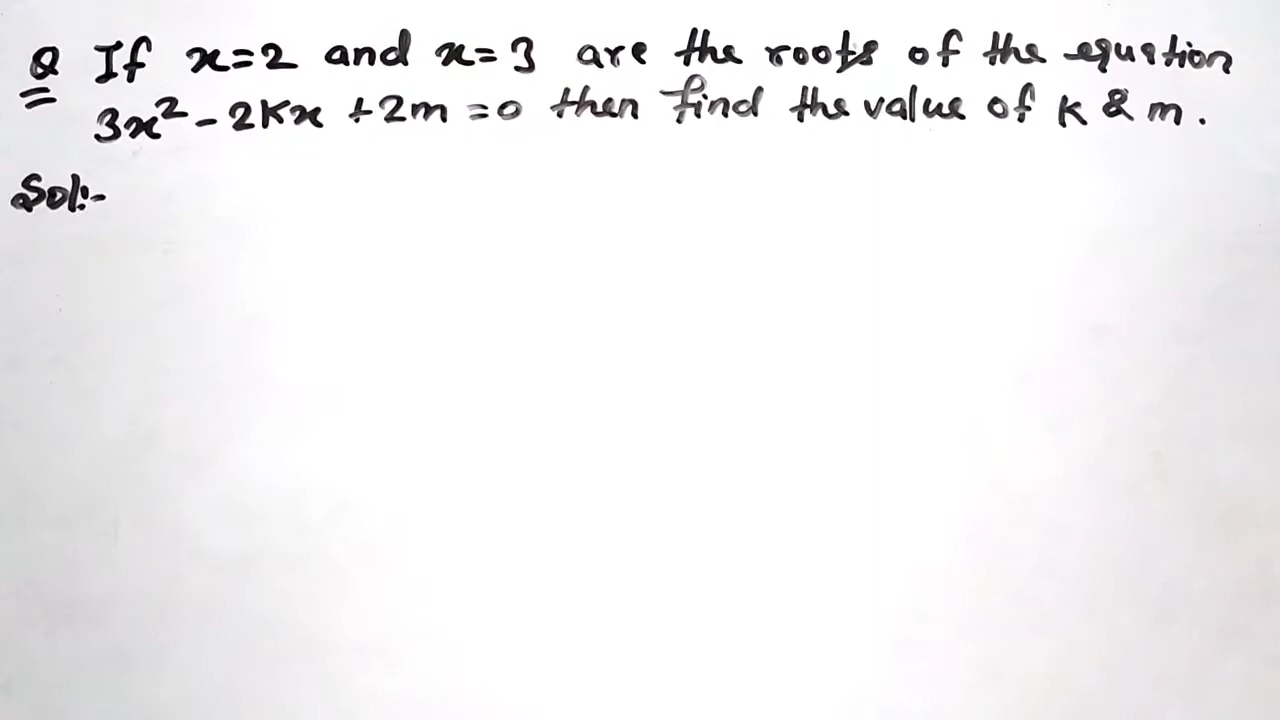 Q If x=2 and x=3 are the roots of the equation
3x² - 2kx + 2m = 0 then find the value of k & m.
Sol:-